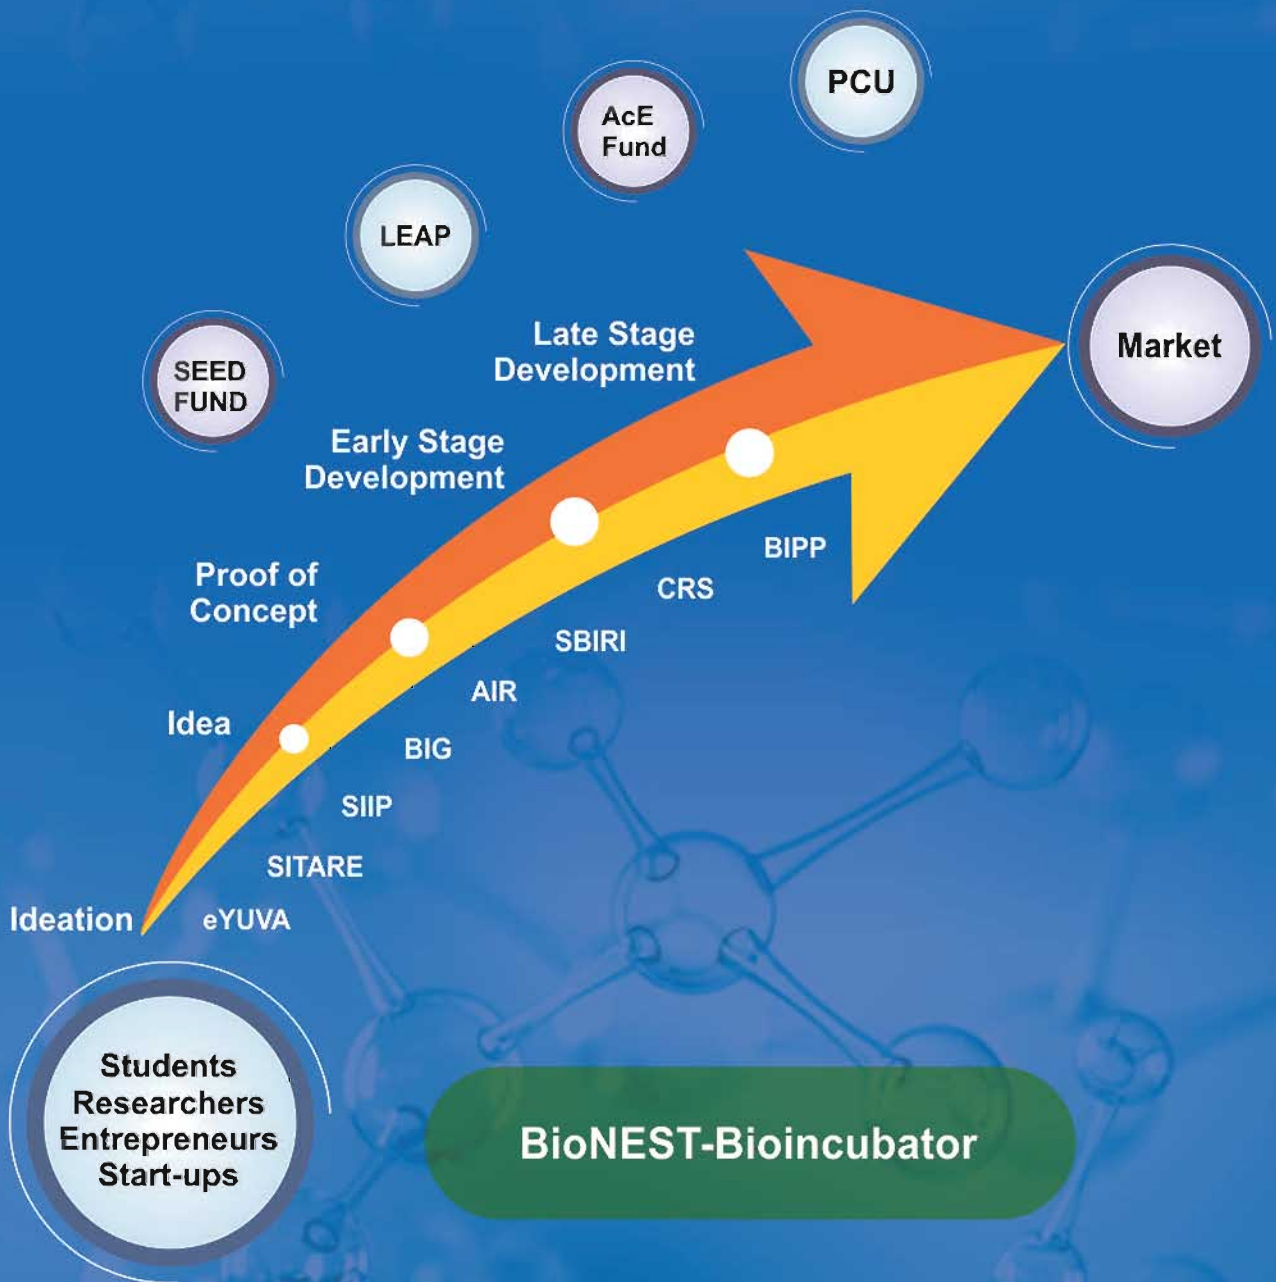 PCU
AcE
Fund
LEAP
SEED
FUND
Market
Late Stage
Development
Early Stage
Development
Proof of
Concept
Idea
Ideation
BIPP
CRS
SBIRI
AIR
BIG
SIIP
SITARE
eYUVA
Students
Researchers
Entrepreneurs
Start-ups
BioNEST-Bioincubator